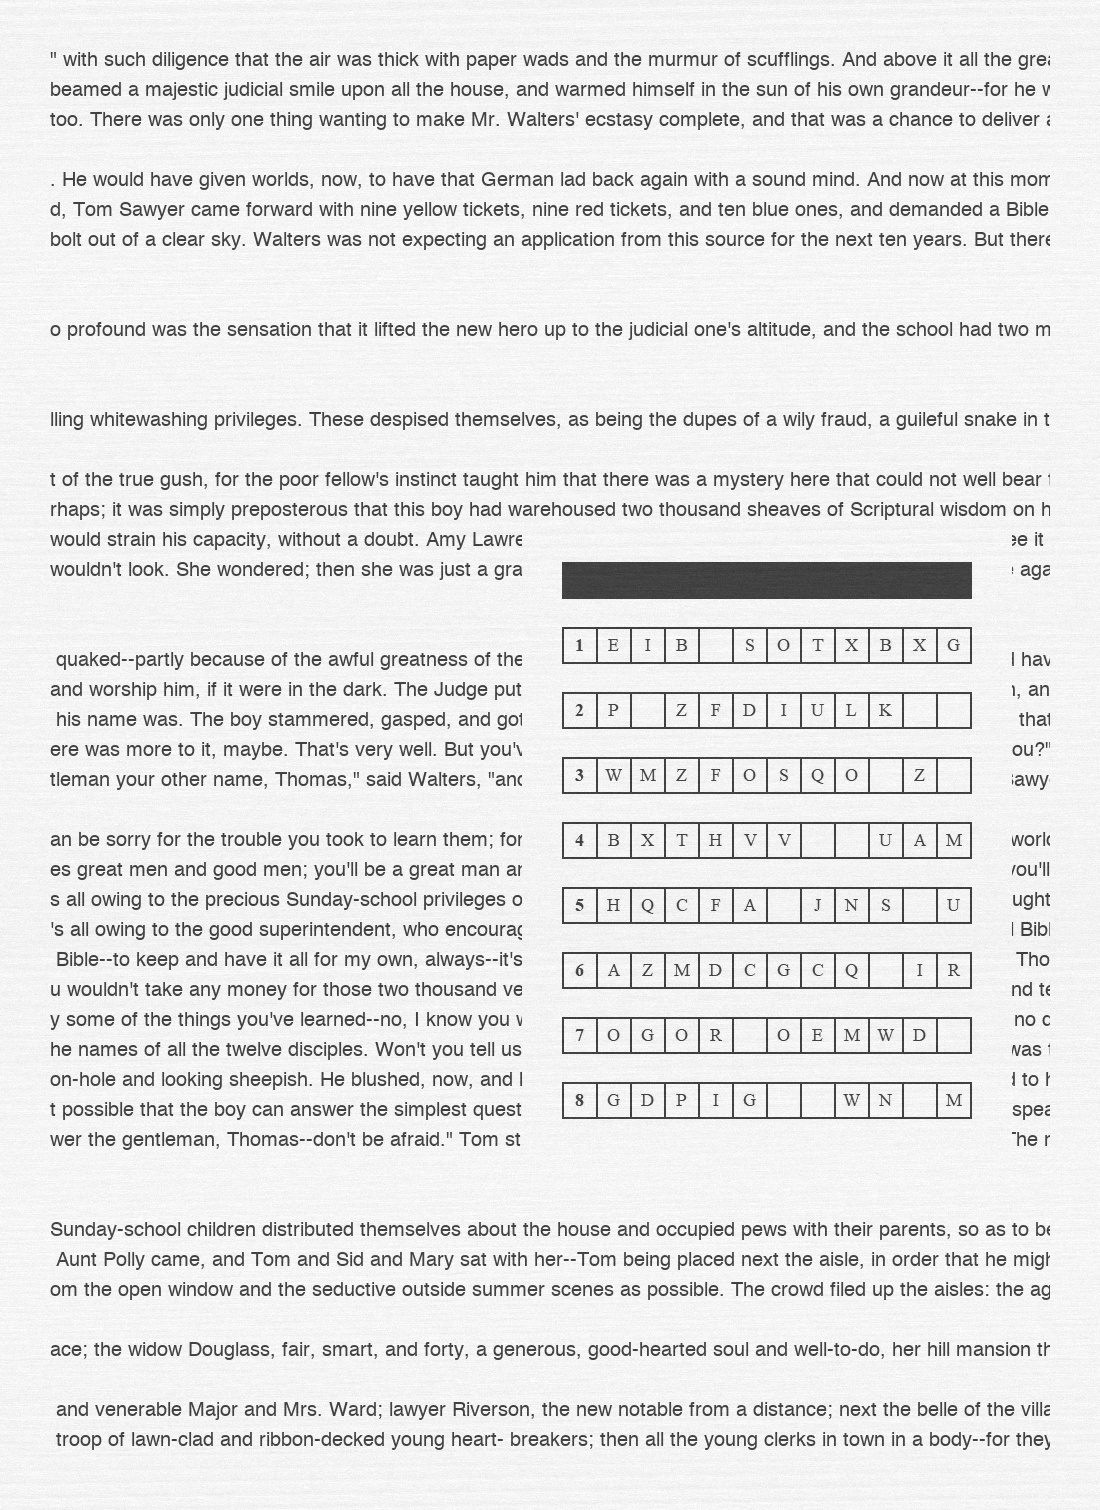 " with such diligence that the air was thick with paper wads and the murmur of scufflings. And above it all the grea
beamed a majestic judicial smile upon all the house, and warmed himself in the sun of his own grandeur--for he w
too. There was only one thing wanting to make Mr. Walters' ecstasy complete, and that was a chance to deliver a
. He would have given worlds, now, to have that German lad back again with a sound mind. And now at this mom
d, Tom Sawyer came forward with nine yellow tickets, nine red tickets, and ten blue ones, and demanded a Bible
bolt out of a clear sky. Walters was not expecting an application from this source for the next ten years. But there
o profound was the sensation that it lifted the new hero up to the judicial one's altitude, and the school had two m
lling whitewashing privileges. These despised themselves, as being the dupes of a wily fraud, a guileful snake in t
t of the true gush, for the poor fellow's instinct taught him that there was a mystery here that could not well bear
rhaps; it was simply preposterous that this boy had warehoused two thousand sheaves of Scriptural wisdom on h
would strain his capacity, without a doubt. Amy Lawre ee it
wouldn't look. She wondered; then she was just a gra aga
quaked--partly because of the awful greatness of the hav
and worship him, if it were in the dark. The Judge put an
his name was. The boy stammered, gasped, and got that
ere was more to it, maybe. That's very well. But you'v ou?"
tleman your other name, Thomas," said Walters, "and awy
an be sorry for the trouble you took to learn them; for world
es great men and good men; you'll be a great man an you'll
s all owing to the precious Sunday-school privileges o ught
's all owing to the good superintendent, who encourag Bibl
Bible--to keep and have it all for my own, always--it's Tho
u wouldn't take any money for those two thousand ve nd te
y some of the things you've learned--no, I know you w no d
he names of all the twelve disciples. Won't you tell us was
on-hole and looking sheepish. He blushed, now, and to h
t possible that the boy can answer the simplest quest spea
wer the gentleman, Thomas--don't be afraid." Tom st The
1 E I B S O T X B X G
2 P Z F D I U L K
3 W M Z F O S Q O Z
4 B X T H V V U A M
5 H Q C F A J N S U
6 A Z M D C G C Q I R
7 O G O R O E M W D
8 G D P I G W N M
Sunday-school children distributed themselves about the house and occupied pews with their parents, so as to be
Aunt Polly came, and Tom and Sid and Mary sat with her--Tom being placed next the aisle, in order that he migh
om the open window and the seductive outside summer scenes as possible. The crowd filed up the aisles: the ag
ace; the widow Douglass, fair, smart, and forty, a generous, good-hearted soul and well-to-do, her hill mansion th
and venerable Major and Mrs. Ward; lawyer Riverson, the new notable from a distance; next the belle of the villa
troop of lawn-clad and ribbon-decked young heart- breakers; then all the young clerks in town in a body--for they